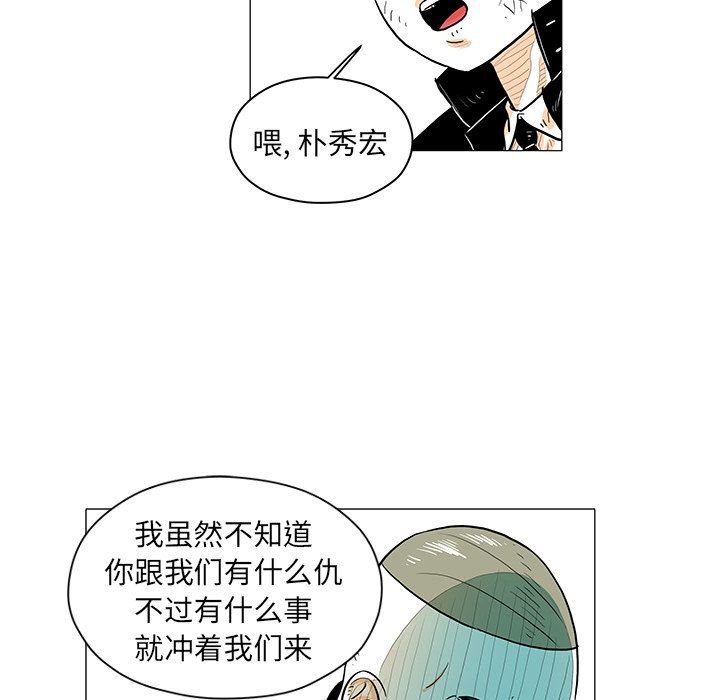 喂, 朴秀宏
我虽然不知道
你跟我们有什么仇
不过有什么事
就冲着我们来